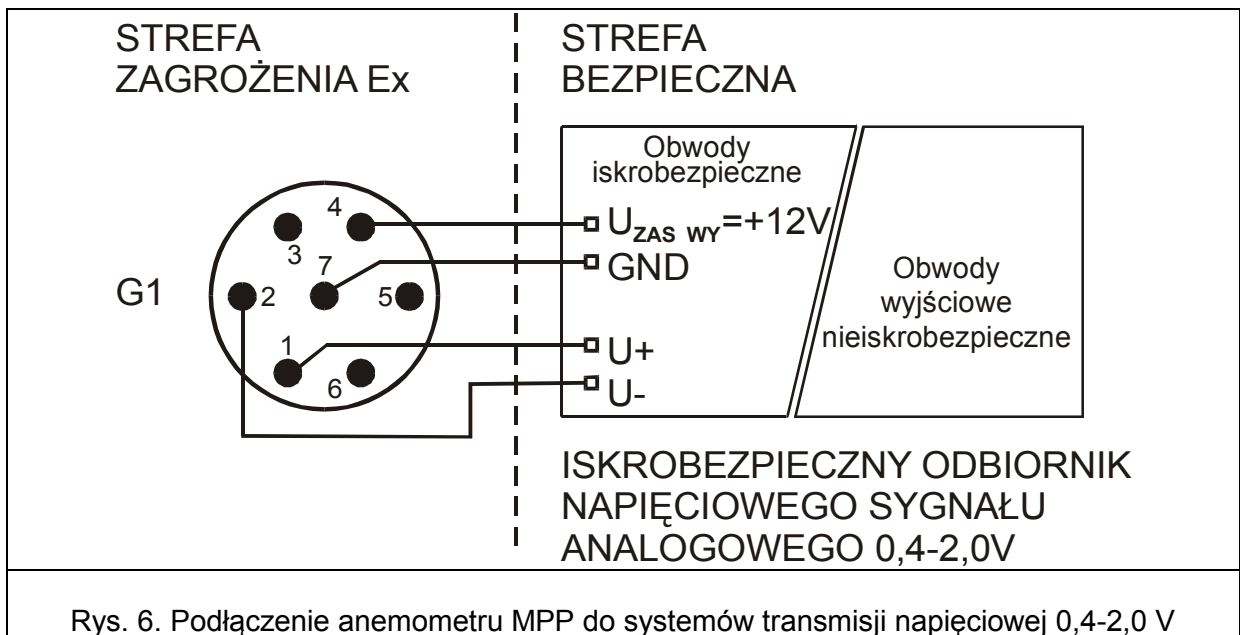 STREFA
ZAGROŻENIA Ex
STREFA
BEZPIECZNA
Obwody
iskrobezpieczne
4
3
7
G1
2
5
1
6
U_ZAS WY=+12V
GND
U+
U-
Obwody
wyjściowe
nieiskrobezpieczne
ISKROBEZPIECZNY ODBIORNIK
NAPIĘCIOWEGO SYGNAŁU
ANALOGOWEGO 0,4-2,0V
Rys. 6. Podłączenie anemometru MPP do systemów transmisji napięciowej 0,4-2,0 V